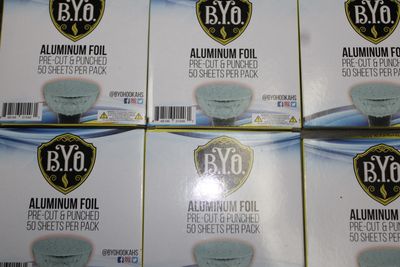 B.Y.O.
ALUMINUM FOIL
PRE-CUT & PUNCHED
50 SHEETS PER PACK
@BYOHOOKAHS
B.Y.O.
ALUMINUM FOIL
PRE-CUT & PUNCHED
50 SHEETS PER PACK
@BYOHOOKAHS
B.Y.O.
ALUMINUM
PRE-CUT & PUN
50 SHEETS PER
B.Y.O.
ALUMINUM FOIL
PRE-CUT & PUNCHED
50 SHEETS PER PACK
@BYOHOOKAHS
B.Y.O.
ALUMINUM FOIL
PRE-CUT & PUNCHED
50 SHEETS PER PACK
B.Y.O.
ALUMINUM F
PRE-CUT & PUNC
50 SHEETS PER P